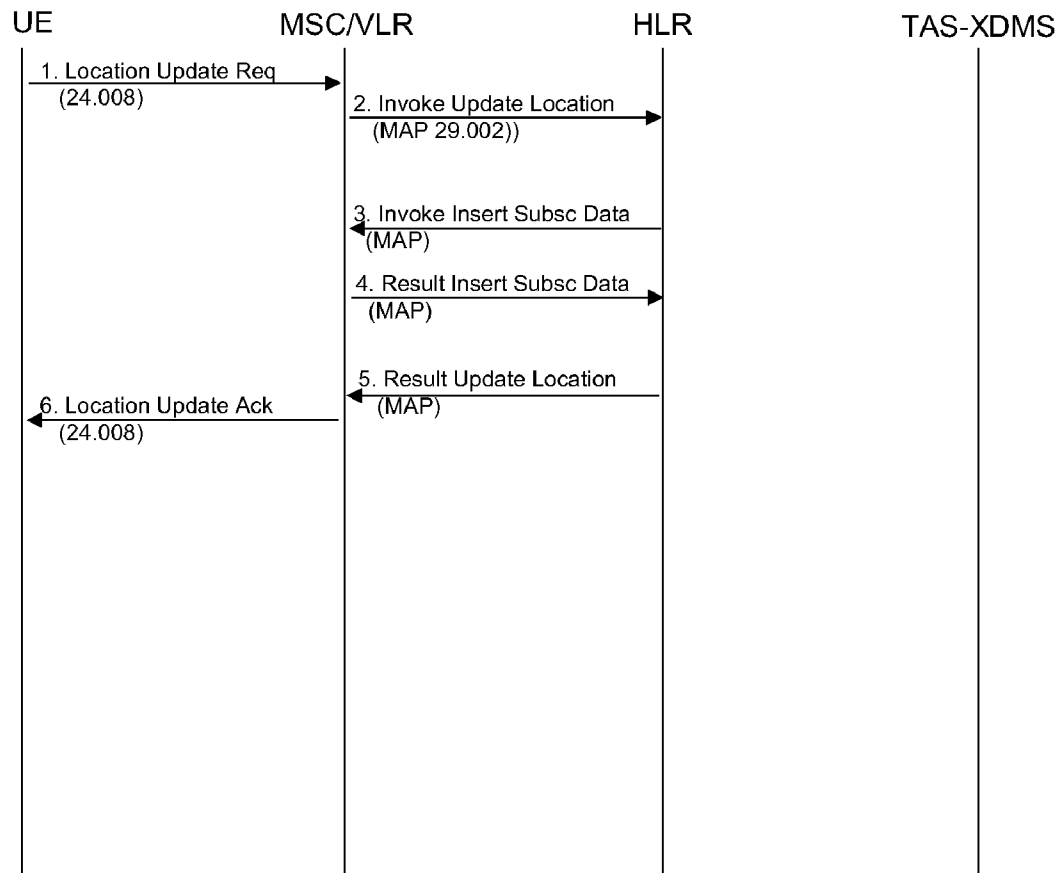 UE
MSC/VLR
HLR
TAS-XDMS
1. Location Update Req
(24.008)
2. Invoke Update Location
(MAP 29.002))
3. Invoke Insert Subsc Data
(MAP)
4. Result Insert Subsc Data
(MAP)
5. Result Update Location
(MAP)
6. Location Update Ack
(24.008)